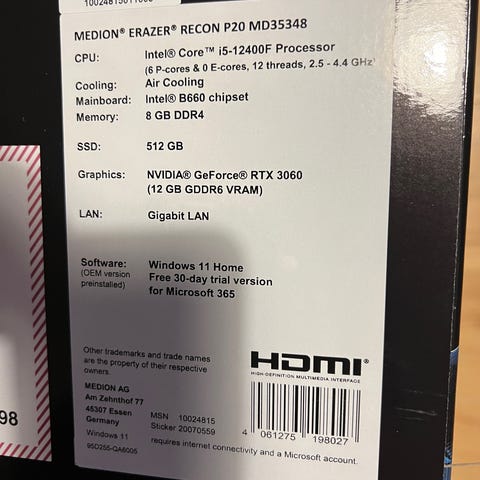 MEDION® ERAZER® RECON P20 MD35348
CPU: Intel® Core™ i5-12400F Processor
(6 P-cores & 0 E-cores, 12 threads, 2.5 - 4.4 GHz
Cooling: Air Cooling
Mainboard: Intel® B660 chipset
Memory: 8 GB DDR4
SSD: 512 GB
Graphics: NVIDIA® GeForce® RTX 3060
(12 GB GDDR6 VRAM)
LAN: Gigabit LAN
Software: Windows 11 Home
(OEM version Free 30-day trial version
preinstalled) for Microsoft 365
Other trademarks and trade names
are the property of their respective
owners.
HDMI®
HIGH-DEFINITION MULTIMEDIA INTERFACE
MEDION AG
Am Zehnthof 77
45307 Essen
Germany
MSN 10024815
Sticker 20070559
4 061275 198027
Windows 11 requires internet connectivity and a Microsoft account.
95D255-QA6005
98